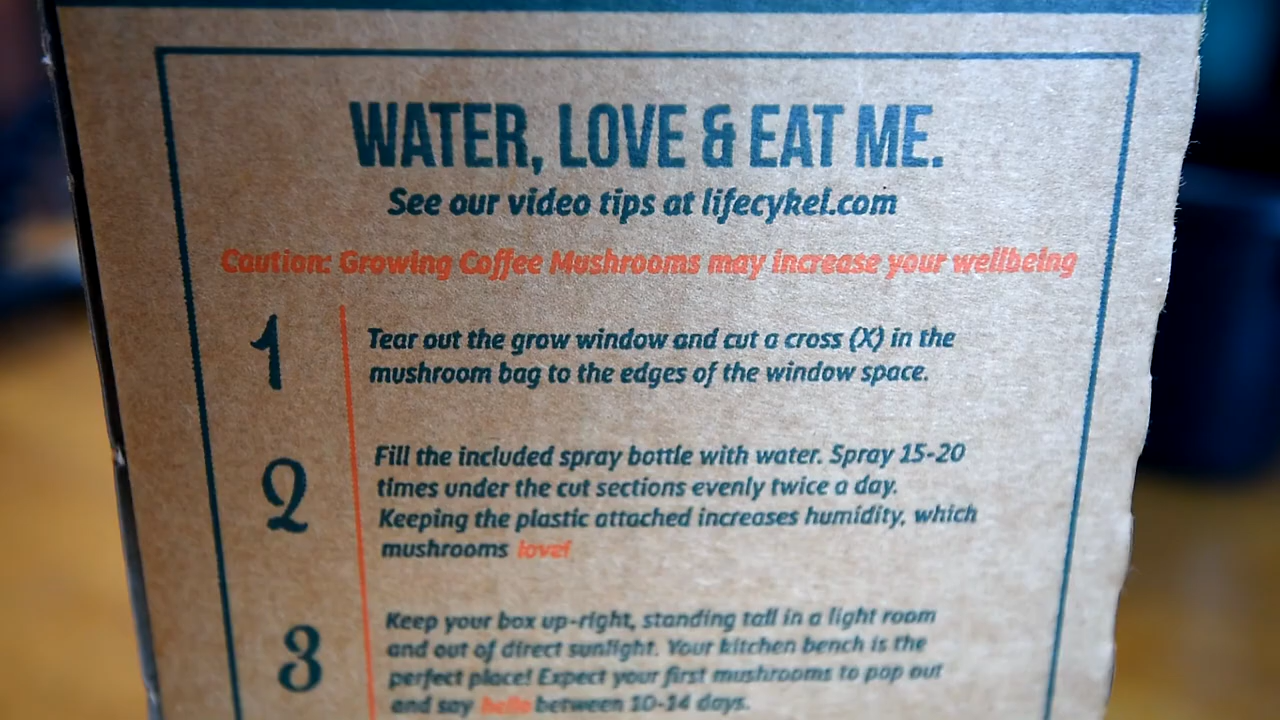 WATER, LOVE & EAT ME.
See our video tips at lifecykel.com
Caution: Growing Coffee Mushrooms may increase your wellbeing
1
Tear out the grow window and cut a cross (X) in the
mushroom bag to the edges of the window space.
2
Fill the included spray bottle with water. Spray 15-20
times under the cut sections evenly twice a day.
Keeping the plastic attached increases humidity, which
mushrooms love!
3
Keep your box up-right, standing tall in a light room
and out of direct sunlight. Your kitchen bench is the
perfect place! Expect your first mushrooms to pop out
and say hello between 10-14 days.